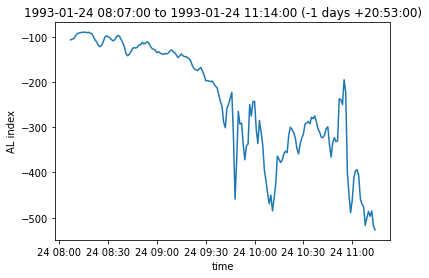 1993-01-24 08:07:00 to 1993-01-24 11:14:00 (-1 days +20:53:00)
−100
−200
−300
−400
−500
AL index
24 08:00 24 08:30 24 09:00 24 09:30 24 10:00 24 10:30 24 11:00
time